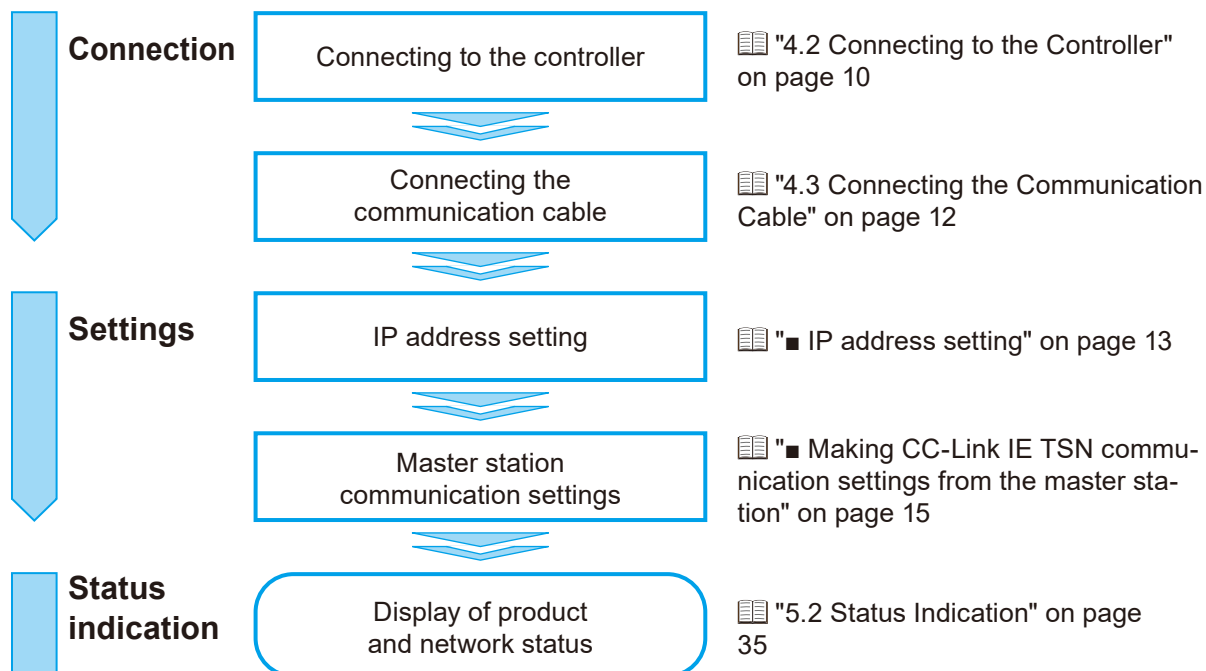 Connection
Connecting to the controller
"4.2 Connecting to the Controller"
on page 10
Connecting the
communication cable
"4.3 Connecting the Communication
Cable" on page 12
Settings
IP address setting
"■ IP address setting" on page 13
Master station
communication settings
"■ Making CC-Link IE TSN commu-
nication settings from the master sta-
tion" on page 15
Status
indication
Display of product
and network status
"5.2 Status Indication" on page
35